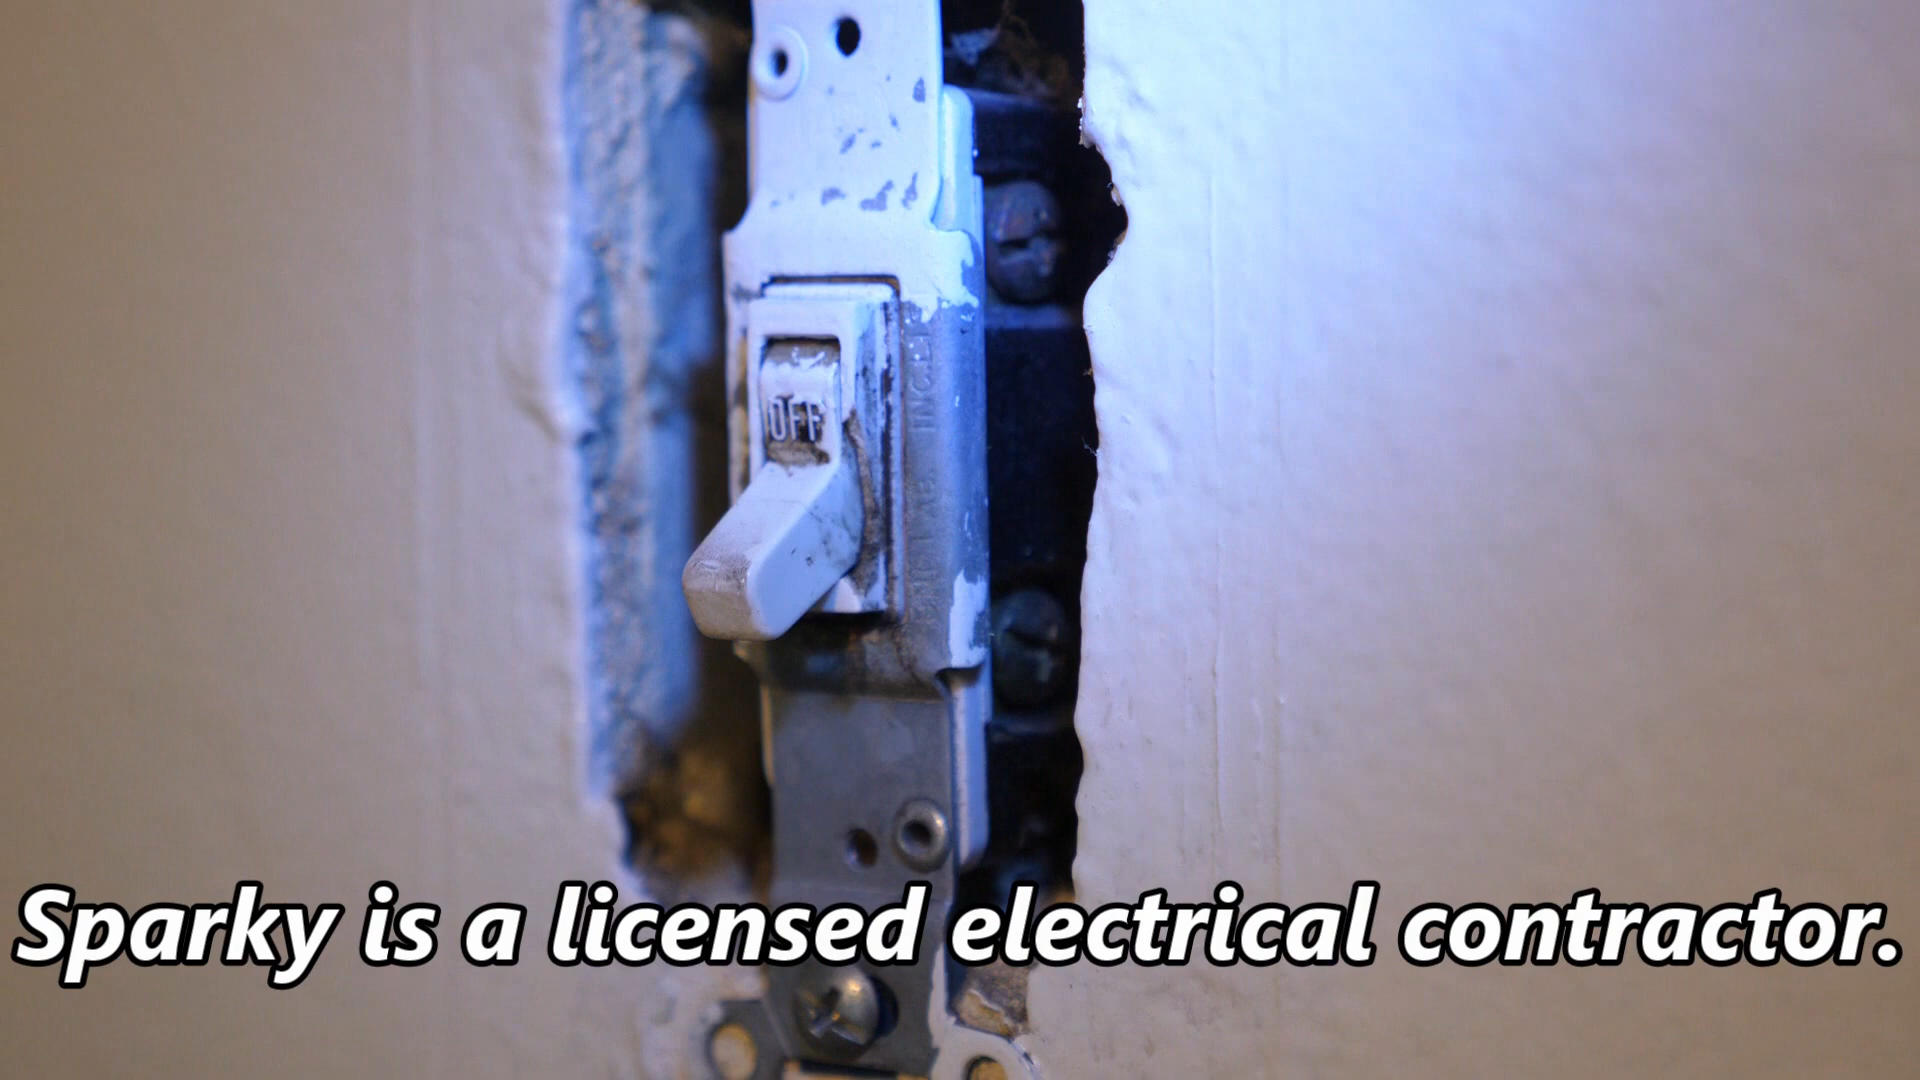 OFF
Sparky is a licensed electrical contractor.